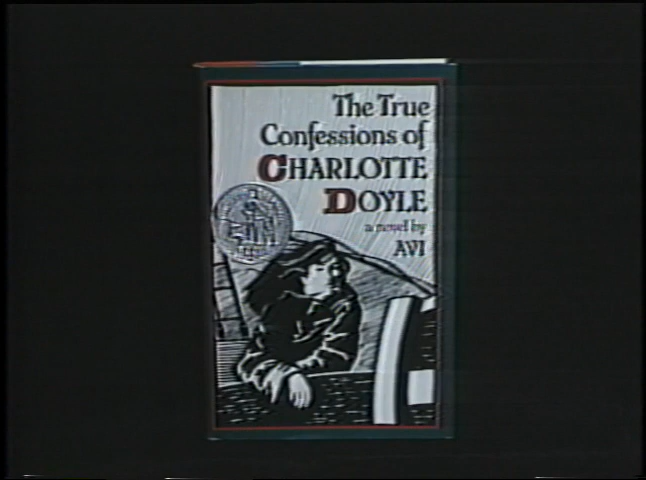 The True
Confessions of
CHARLOTTE
DOYLE
a novel by
AVI